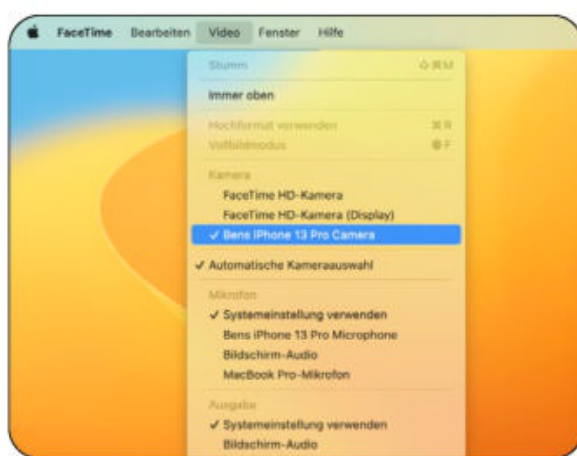 FaceTime Bearbeiten Video Fenster Hilfe
Stumm ⇧⌘M
Immer oben
Hochformat verwenden ⌘R
Vollbildmodus F
Kamera
FaceTime HD-Kamera
FaceTime HD-Kamera (Display)
✓ Bens iPhone 13 Pro Camera
✓ Automatische Kameraauswahl
Mikrofon
✓ Systemeinstellung verwenden
Bens iPhone 13 Pro Microphone
Bildschirm-Audio
MacBook Pro-Mikrofon
Ausgabe
✓ Systemeinstellung verwenden
Bildschirm-Audio